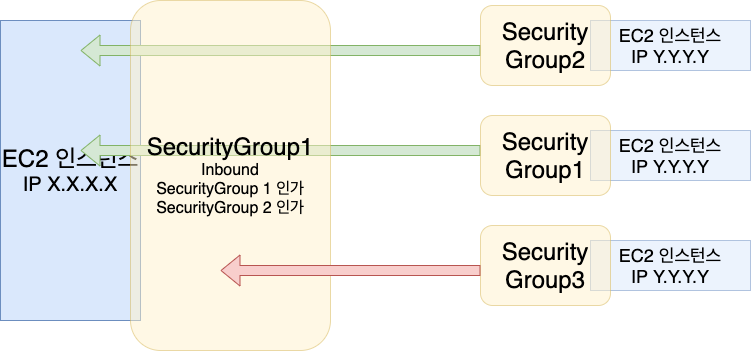 EC2 인스턴스
IP X.X.X.X
SecurityGroup1
Inbound
SecurityGroup 1 인가
SecurityGroup 2 인가
Security
Group2
EC2 인스턴스
IP Y.Y.Y.Y
Security
Group1
EC2 인스턴스
IP Y.Y.Y.Y
Security
Group3
EC2 인스턴스
IP Y.Y.Y.Y